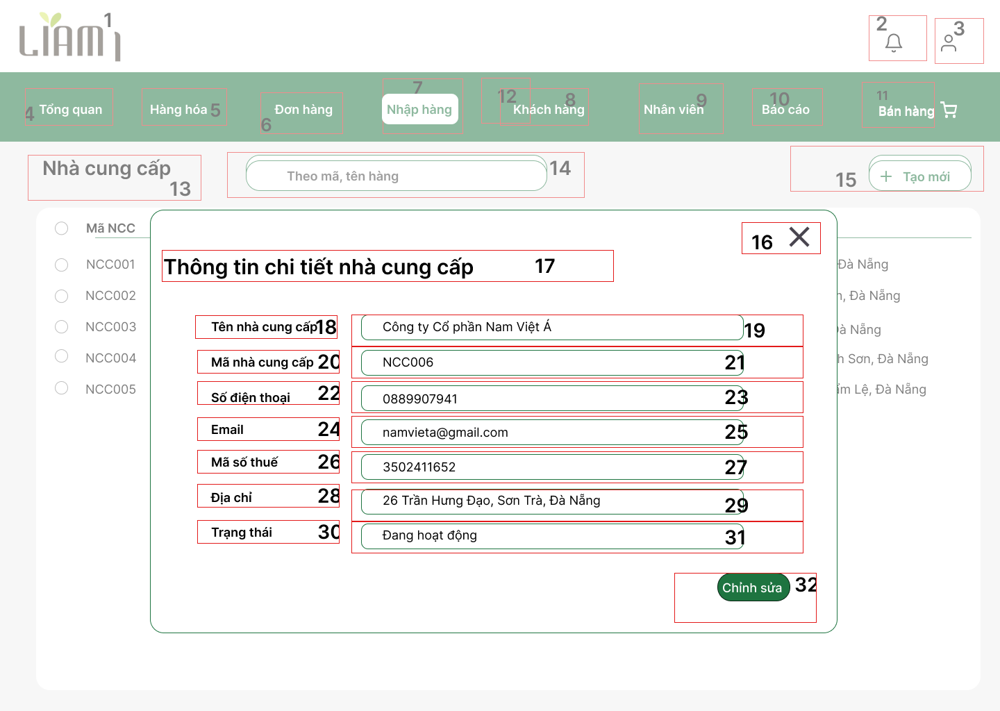 LIAM 1
2
3
4 Tổng quan
Hàng hóa 5
Đơn hàng
6
7
Nhập hàng
12 8
Khách hàng
Nhân viên 9
10
Báo cáo
11
Bán hàng
Nhà cung cấp
13
Theo mã, tên hàng
14
15
Tạo mới
Mã NCC
16
Thông tin chi tiết nhà cung cấp 17
NCC001
Đà Nẵng
NCC002
n, Đà Nẵng
Tên nhà cung cấp 18
Công ty Cổ phần Nam Việt Á 19
NCC003
Đà Nẵng
Mã nhà cung cấp 20
NCC006 21
NCC004
h Sơn, Đà Nẵng
Số điện thoại 22
0889907941 23
NCC005
ẩm Lệ, Đà Nẵng
Email 24
namvieta@gmail.com 25
Mã số thuế 26
3502411652 27
Địa chỉ 28
26 Trần Hưng Đạo, Sơn Trà, Đà Nẵng 29
Trạng thái 30
Đang hoạt động 31
Chỉnh sửa 32